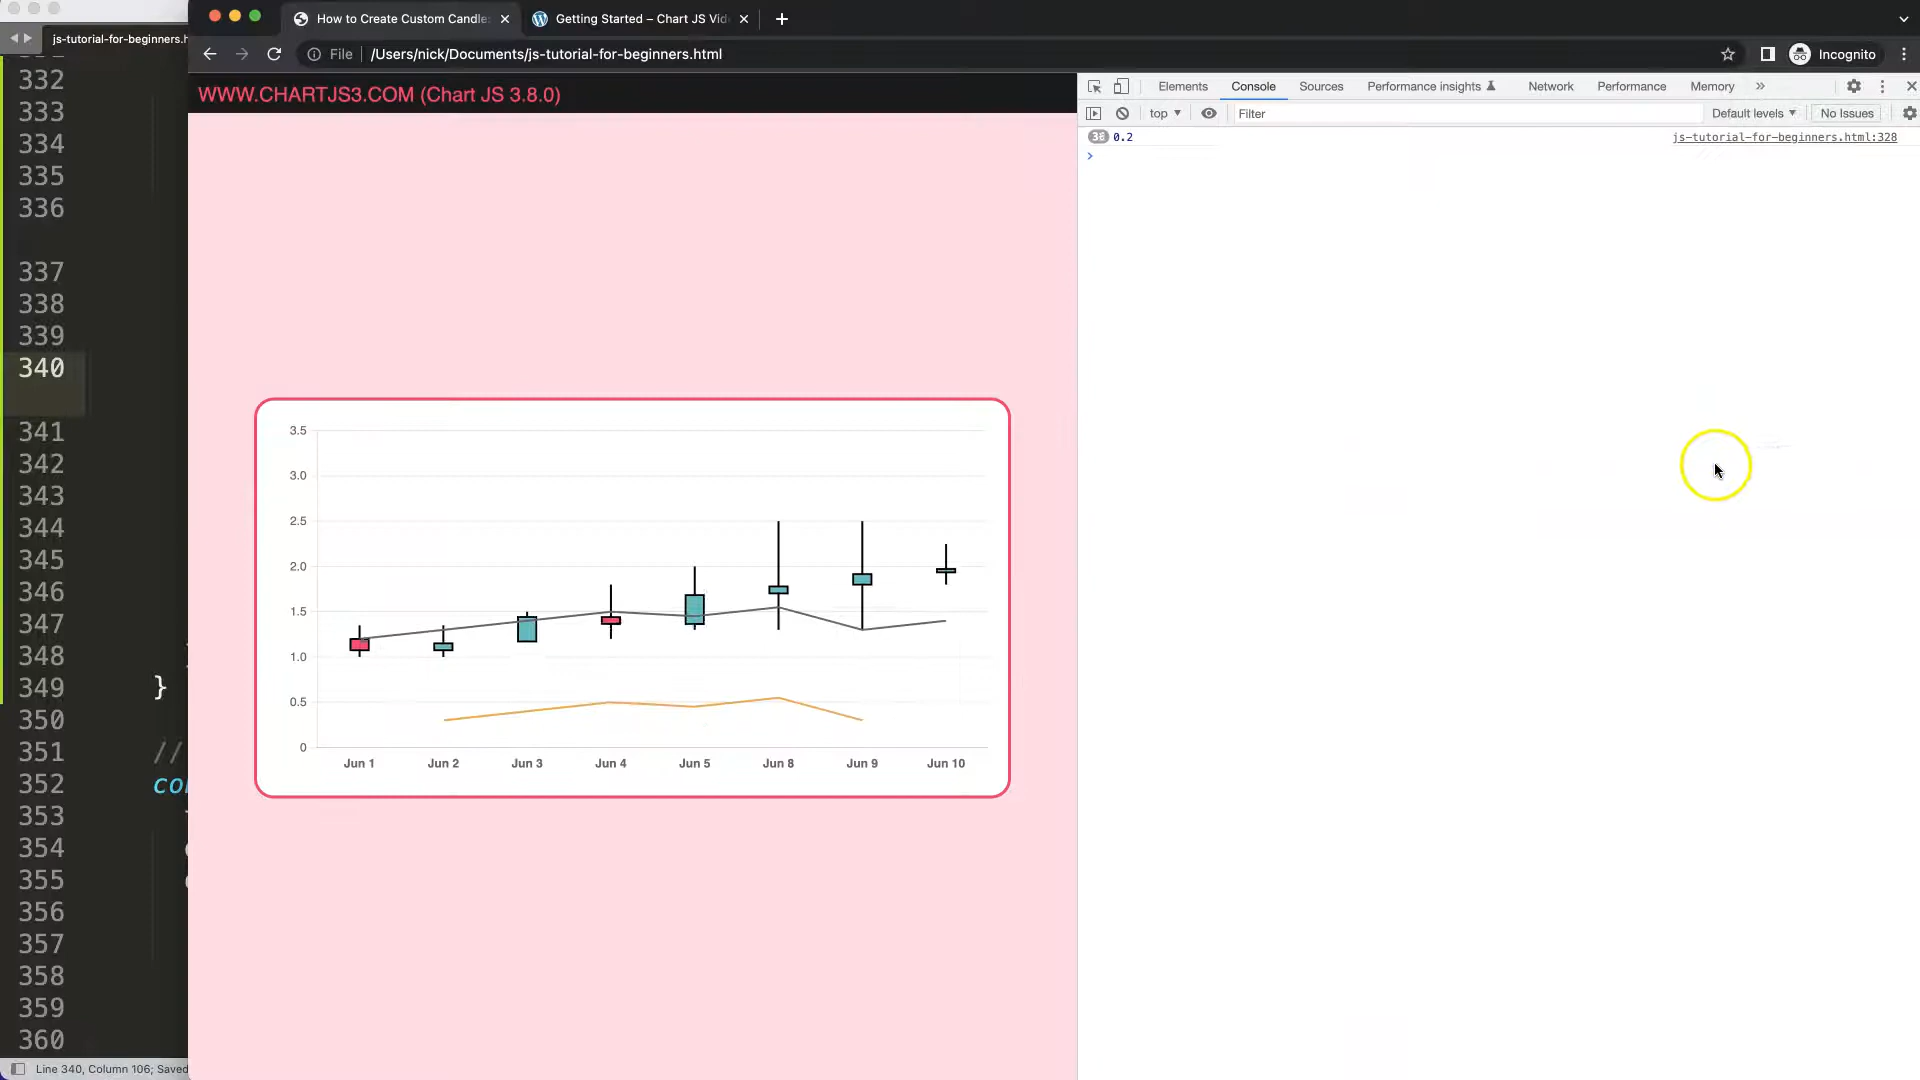 js-tutorial-for-beginners.h
How to Create Custom Candle
Getting Started – Chart JS Vid
File
/Users/nick/Documents/js-tutorial-for-beginners.html
Incognito
WWW.CHARTJS3.COM (Chart JS 3.8.0)
Elements
Console
Sources
Performance insights
Network
Performance
Memory
top
Filter
Default levels
No Issues
0.2
js-tutorial-for-beginners.html:328
332
333
334
335
336
337
338
339
340
341
342
343
344
345
346
347
348
349 }
350
351 //
352 co
353
354
355
356
357
358
359
360
3.5
3.0
2.5
2.0
1.5
1.0
0.5
0
Jun 1
Jun 2
Jun 3
Jun 4
Jun 5
Jun 8
Jun 9
Jun 10
Line 340, Column 106; Saved